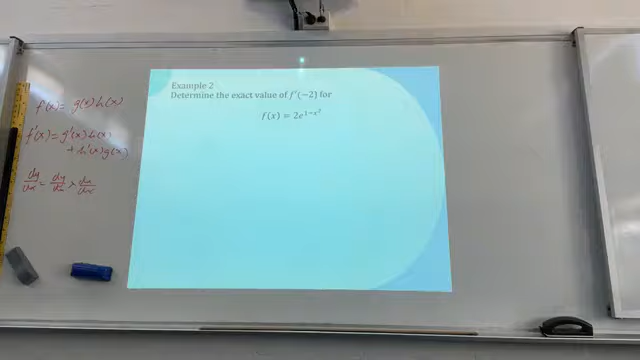 f(x) = g(x) h(x)
f'(x) = g'(x) h(x)
+ h'(x) g(x)
dy/dx = dy/du × du/dx
Example 2
Determine the exact value of f'(−2) for
f(x) = 2e^{1−x²}